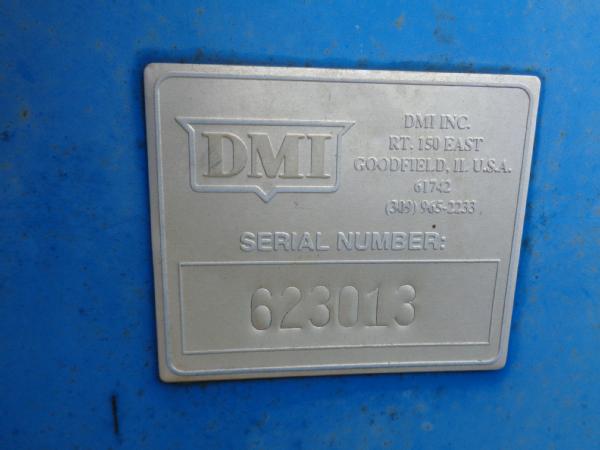 DMI
DMI INC.
RT. 150 EAST
GOODFIELD, IL U.S.A.
61742
(309) 965-2233
SERIAL NUMBER:
623013